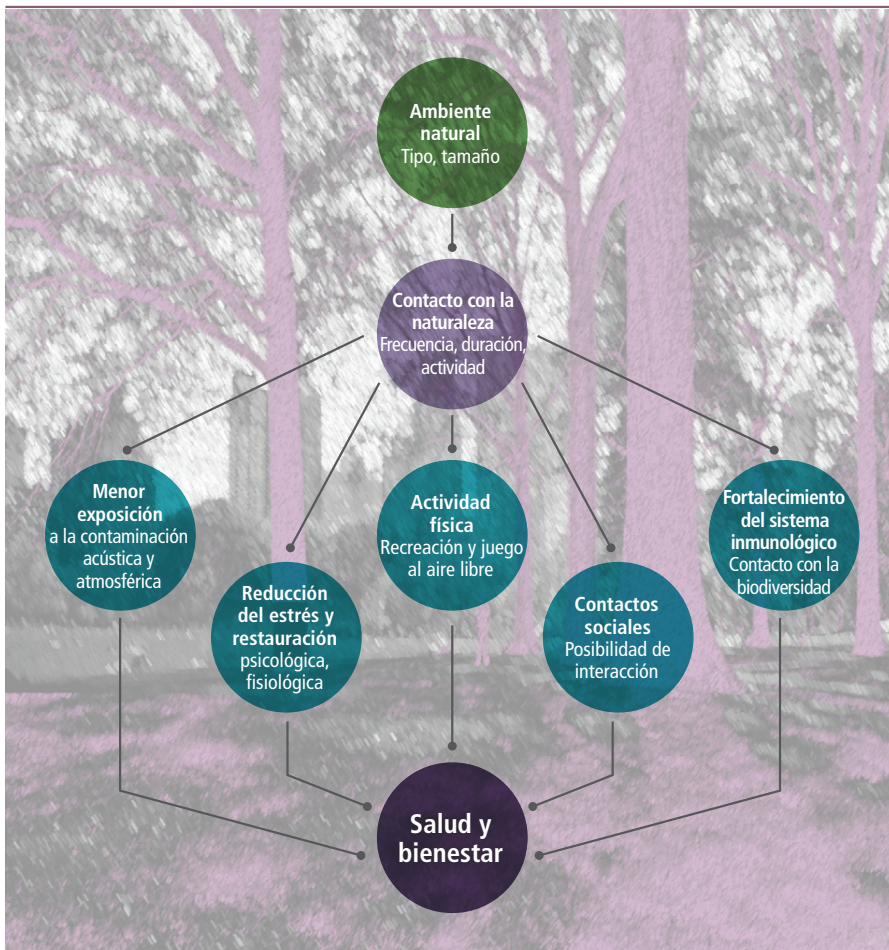 Ambiente
natural
Tipo, tamaño
Contacto con la
naturaleza
Frecuencia, duración,
actividad
Menor
exposición
a la contaminación
acústica y
atmosférica
Reducción
del estrés y
restauración
psicológica,
fisiológica
Actividad
física
Recreación y juego
al aire libre
Contactos
sociales
Posibilidad de
interacción
Fortalecimiento
del sistema
inmunológico
Contacto con la
biodiversidad
Salud y
bienestar